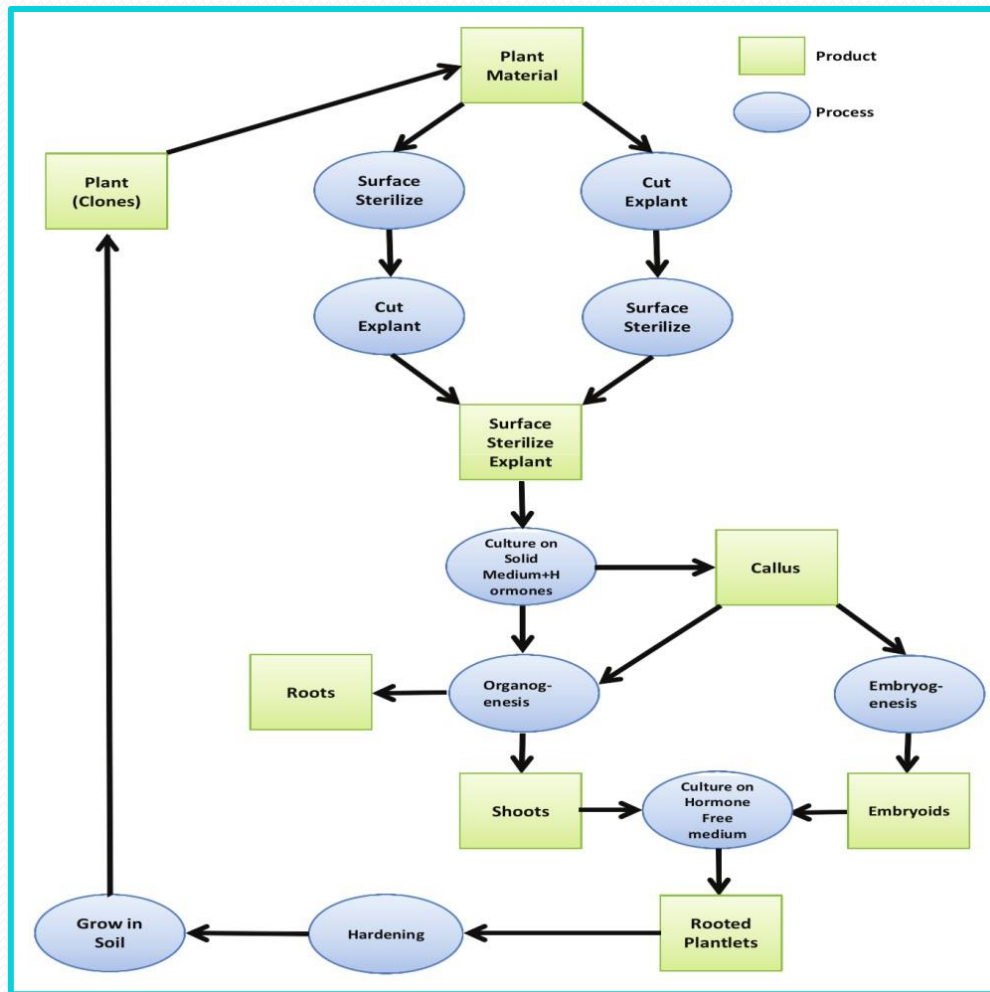 Plant
Material
Product
Process
Plant
(Clones)
Surface
Sterilize
Cut
Explant
Cut
Explant
Surface
Sterilize
Surface
Sterilize
Explant
Culture on
Solid
Medium+H
ormones
Callus
Roots
Organog-
enesis
Embryog-
enesis
Shoots
Culture on
Hormone
Free
medium
Embryoids
Grow in
Soil
Hardening
Rooted
Plantlets